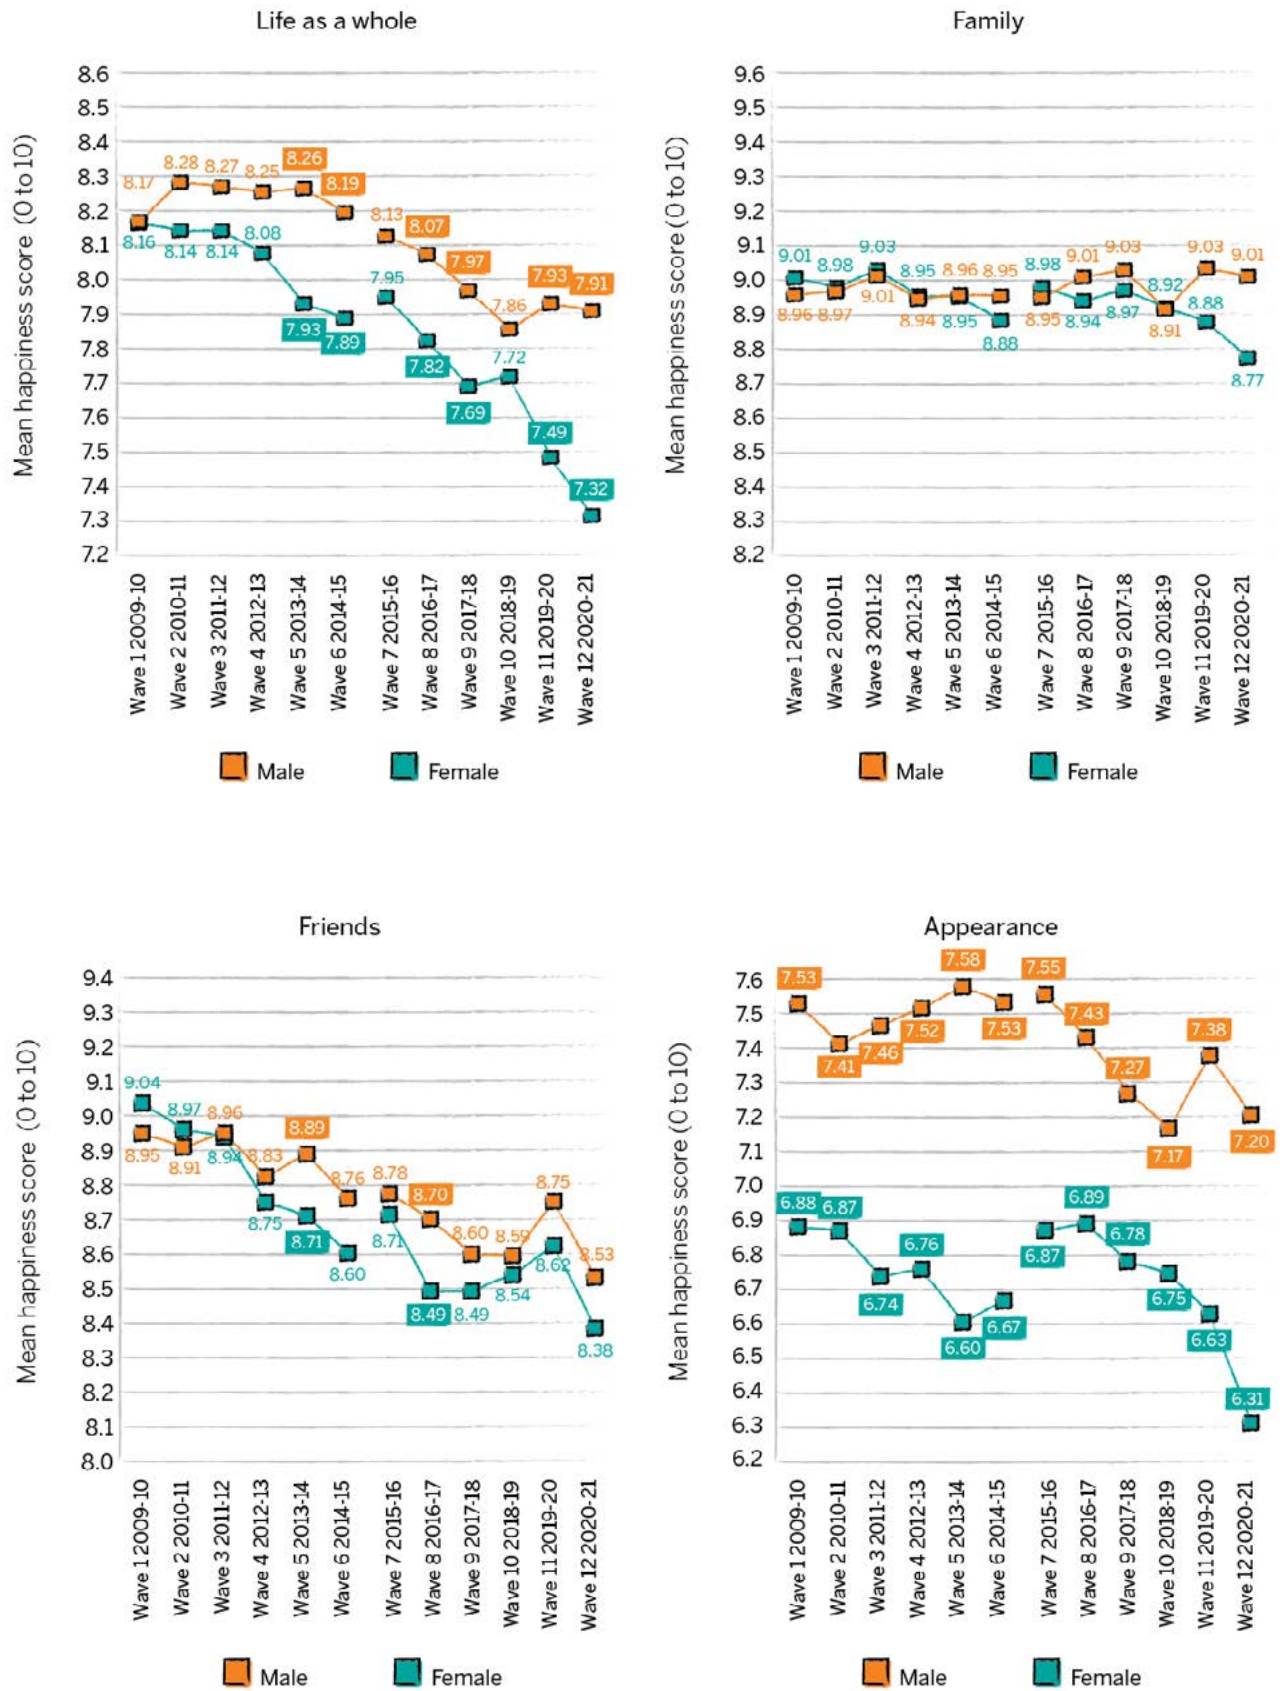 Life as a whole
Mean happiness score (0 to 10)
8.6
8.5
8.4
8.3
8.2
8.1
8.0
7.9
7.8
7.7
7.6
7.5
7.4
7.3
7.2
8.17 8.28 8.27 8.25 8.26 8.19 8.13 8.07 7.97 7.86 7.93 7.91
8.16 8.14 8.14 8.08 7.93 7.89 7.95 7.82 7.69 7.72 7.49 7.32
Wave 1 2009-10
Wave 2 2010-11
Wave 3 2011-12
Wave 4 2012-13
Wave 5 2013-14
Wave 6 2014-15
Wave 7 2015-16
Wave 8 2016-17
Wave 9 2017-18
Wave 10 2018-19
Wave 11 2019-20
Wave 12 2020-21
Male Female
Family
Mean happiness score (0 to 10)
9.6
9.5
9.4
9.3
9.2
9.1
9.0
8.9
8.8
8.7
8.6
8.5
8.4
8.3
8.2
9.01 8.98 9.03 8.95 8.95 8.88 8.98 8.94 8.97 8.92 8.88 8.77
8.96 8.97 9.01 8.94 8.96 8.95 8.95 9.01 9.03 8.91 9.03 9.01
Wave 1 2009-10
Wave 2 2010-11
Wave 3 2011-12
Wave 4 2012-13
Wave 5 2013-14
Wave 6 2014-15
Wave 7 2015-16
Wave 8 2016-17
Wave 9 2017-18
Wave 10 2018-19
Wave 11 2019-20
Wave 12 2020-21
Male Female
Friends
Mean happiness score (0 to 10)
9.4
9.3
9.2
9.1
9.0
8.9
8.8
8.7
8.6
8.5
8.4
8.3
8.2
8.1
8.0
9.04 8.97 8.94 8.75 8.71 8.60 8.71 8.49 8.49 8.54 8.62 8.38
8.95 8.91 8.96 8.83 8.89 8.76 8.78 8.70 8.60 8.59 8.75 8.53
Wave 1 2009-10
Wave 2 2010-11
Wave 3 2011-12
Wave 4 2012-13
Wave 5 2013-14
Wave 6 2014-15
Wave 7 2015-16
Wave 8 2016-17
Wave 9 2017-18
Wave 10 2018-19
Wave 11 2019-20
Wave 12 2020-21
Male Female
Appearance
Mean happiness score (0 to 10)
7.6
7.5
7.4
7.3
7.2
7.1
7.0
6.9
6.8
6.7
6.6
6.5
6.4
6.3
6.2
7.53 7.41 7.46 7.52 7.58 7.53 7.55 7.43 7.27 7.17 7.38 7.20
6.88 6.87 6.74 6.76 6.60 6.67 6.87 6.89 6.78 6.75 6.63 6.31
Wave 1 2009-10
Wave 2 2010-11
Wave 3 2011-12
Wave 4 2012-13
Wave 5 2013-14
Wave 6 2014-15
Wave 7 2015-16
Wave 8 2016-17
Wave 9 2017-18
Wave 10 2018-19
Wave 11 2019-20
Wave 12 2020-21
Male Female